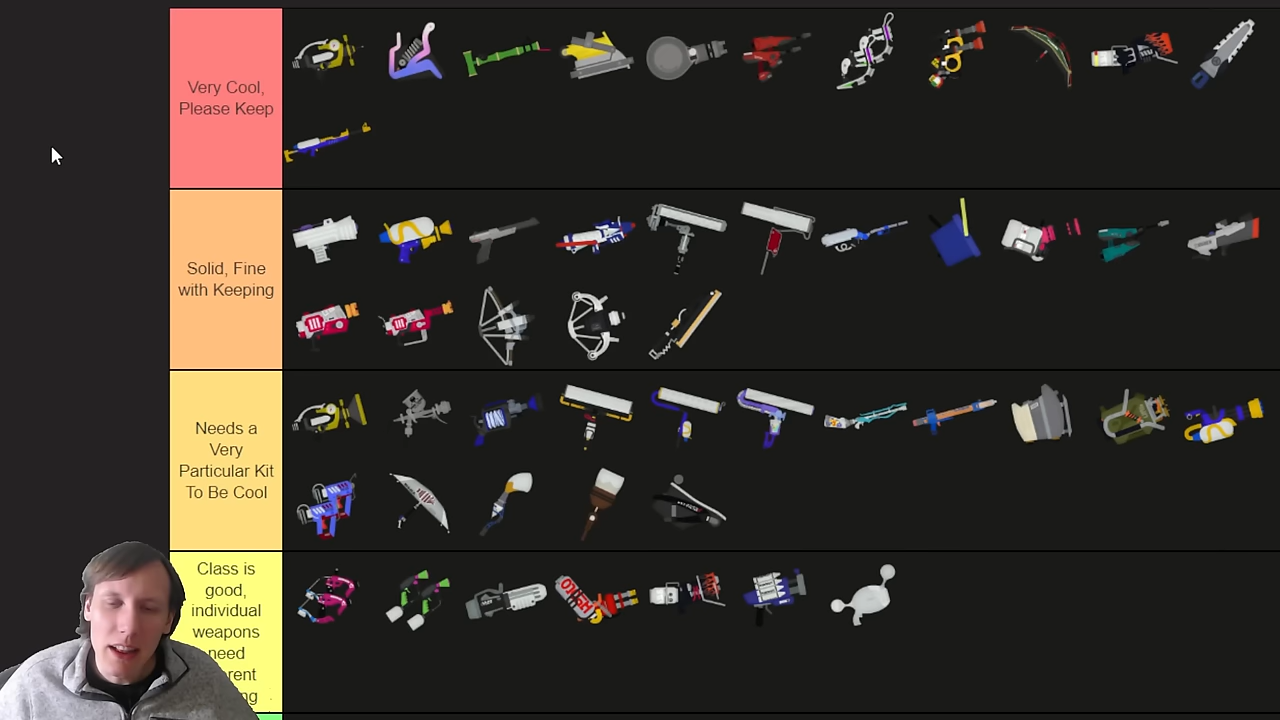 Very Cool,
Please Keep
Solid, Fine
with Keeping
Needs a
Very
Particular Kit
To Be Cool
Class is
good,
individual
weapons
need